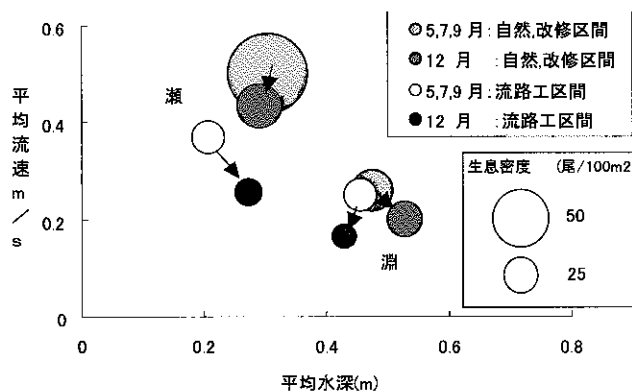 0.6
0.4
0.2
0
0
0.2
0.4
0.6
0.8
平均流速m/s
平均水深(m)
瀬
淵
5,7,9 月:自然,改修区間
12 月 :自然,改修区間
5,7,9 月:流路工区間
12 月 :流路工区間
生息密度 (尾/100m2
50
25